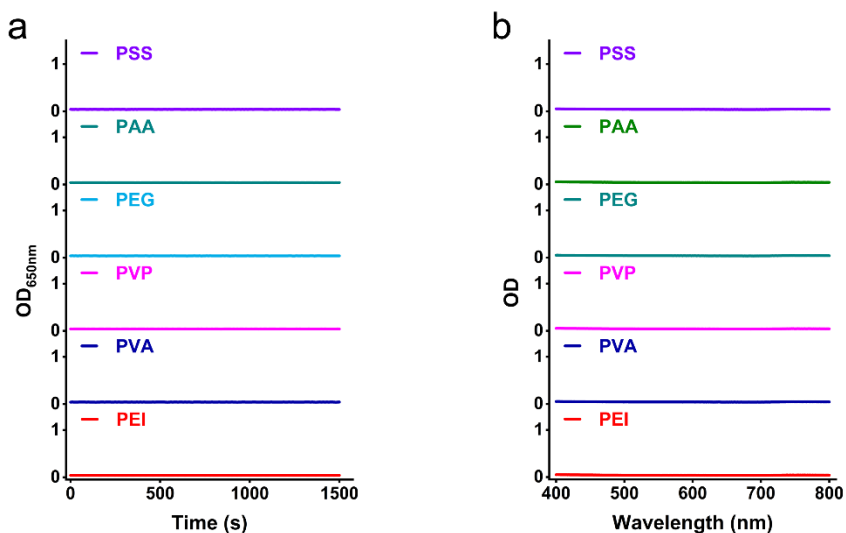 a
PSS
1
0
PAA
1
0
PEG
1
0
PVP
1
0
PVA
1
0
PEI
1
0
OD650nm
0 500 1000 1500
Time (s)
b
PSS
1
0
PAA
1
0
PEG
1
0
PVP
1
0
PVA
1
0
PEI
1
0
OD
400 500 600 700 800
Wavelength (nm)